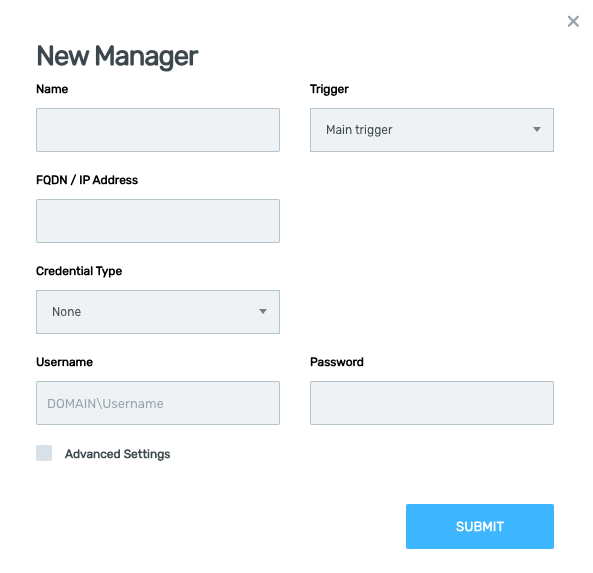 New Manager
Name
Trigger
Main trigger
FQDN / IP Address
Credential Type
None
Username
Password
DOMAIN\Username
Advanced Settings
SUBMIT